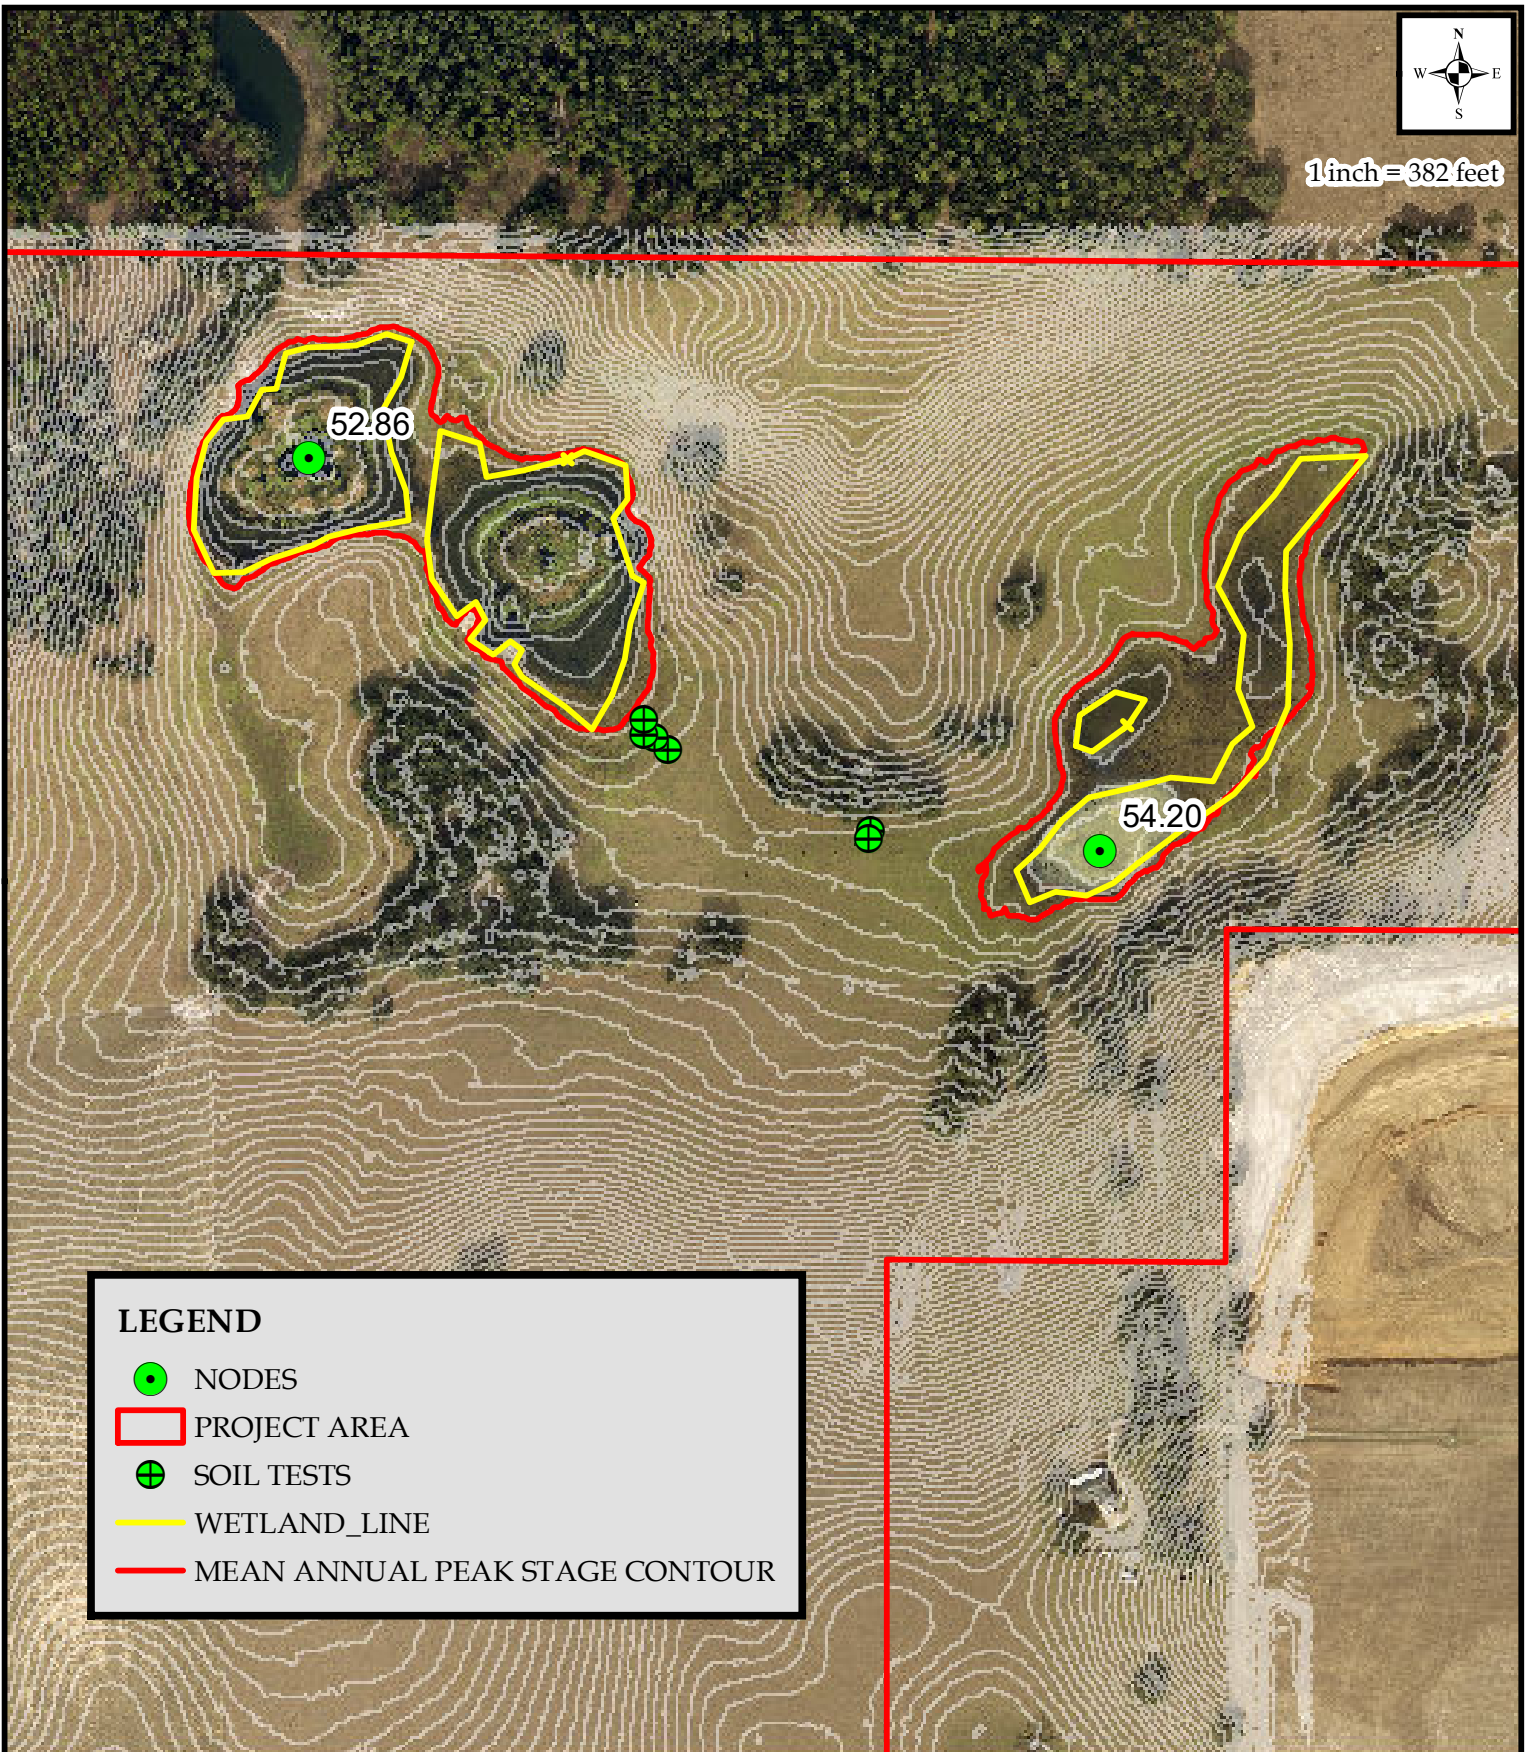 N
W E
S
1 inch = 382 feet
52.86
54.20
LEGEND
NODES
PROJECT AREA
SOIL TESTS
WETLAND_LINE
MEAN ANNUAL PEAK STAGE CONTOUR